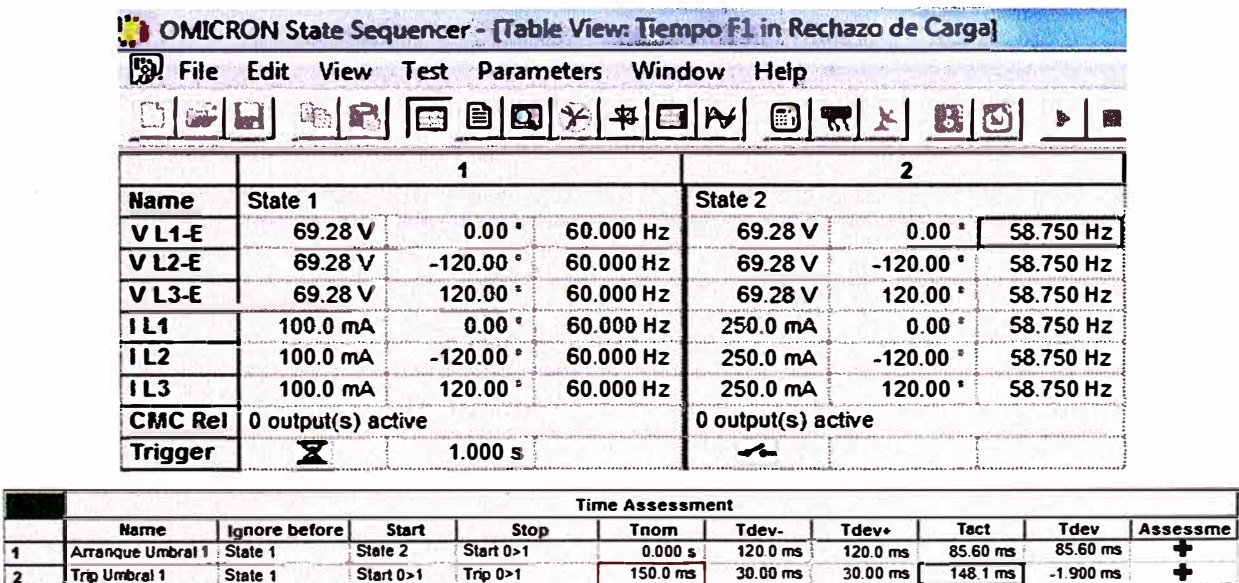 OMICRON State Sequencer - [Table View: Tiempo F1 in Rechazo de Carga]
File Edit View Test Parameters Window Help
1 2
Name State 1 State 2
V L1-E 69.28 V 0.00 ° 60.000 Hz 69.28 V 0.00 ° 58.750 Hz
V L2-E 69.28 V -120.00 ° 60.000 Hz 69.28 V -120.00 ° 58.750 Hz
V L3-E 69.28 V 120.00 ° 60.000 Hz 69.28 V 120.00 ° 58.750 Hz
I L1 100.0 mA 0.00 ° 60.000 Hz 250.0 mA 0.00 ° 58.750 Hz
I L2 100.0 mA -120.00 ° 60.000 Hz 250.0 mA -120.00 ° 58.750 Hz
I L3 100.0 mA 120.00 ° 60.000 Hz 250.0 mA 120.00 ° 58.750 Hz
CMC Rel 0 output(s) active 0 output(s) active
Trigger 1.000 s
Time Assessment
Name Ignore before Start Stop Tnom Tdev- Tdev+ Tact Tdev Assessme
1 Arranque Umbral 1 State 1 State 2 Start 0>1 0.000 s 120.0 ms 120.0 ms 85.60 ms 85.60 ms +
2 Trip Umbral 1 State 1 Start 0>1 Trip 0>1 150.0 ms 30.00 ms 30.00 ms 148.1 ms -1.900 ms +